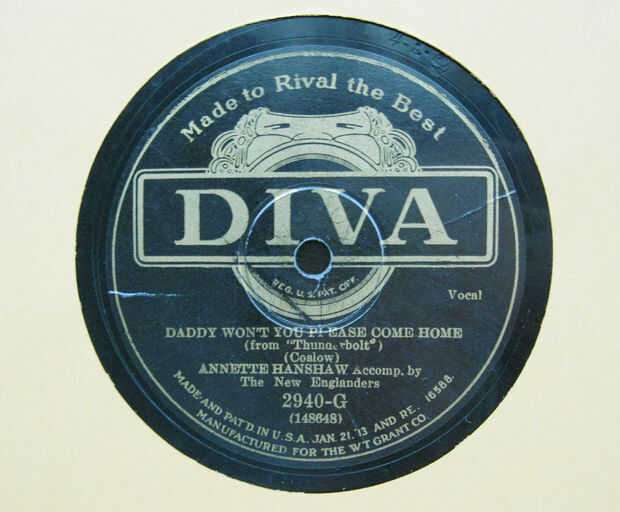 Made to Rival the Best
DIVA
REG. U.S. PAT. OFF.
Vocal
DADDY WON'T YOU PLEASE COME HOME
(from "Thunderbolt")
(Coslow)
ANNETTE HANSHAW Accomp. by
The New Englanders
2940-G
(148648)
MADE AND PAT'D IN U.S.A. JAN. 21, '13 AND RE. 16588.
MANUFACTURED FOR THE W.T. GRANT CO.